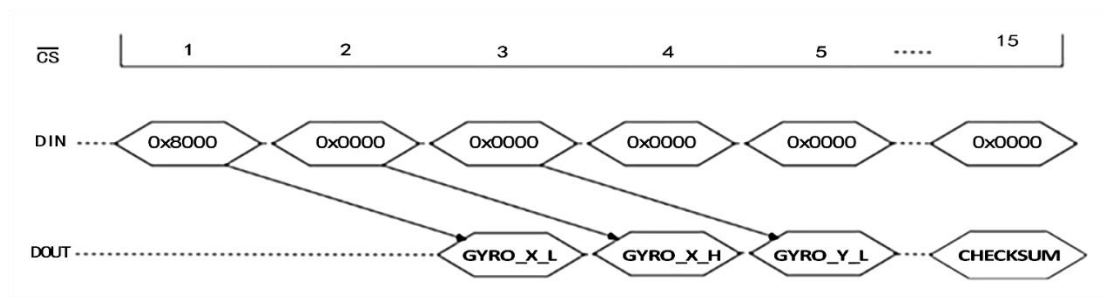 CS 1 2 3 4 5 ..... 15
DIN 0x8000 0x0000 0x0000 0x0000 0x0000 0x0000
DOUT GYRO_X_L GYRO_X_H GYRO_Y_L CHECKSUM